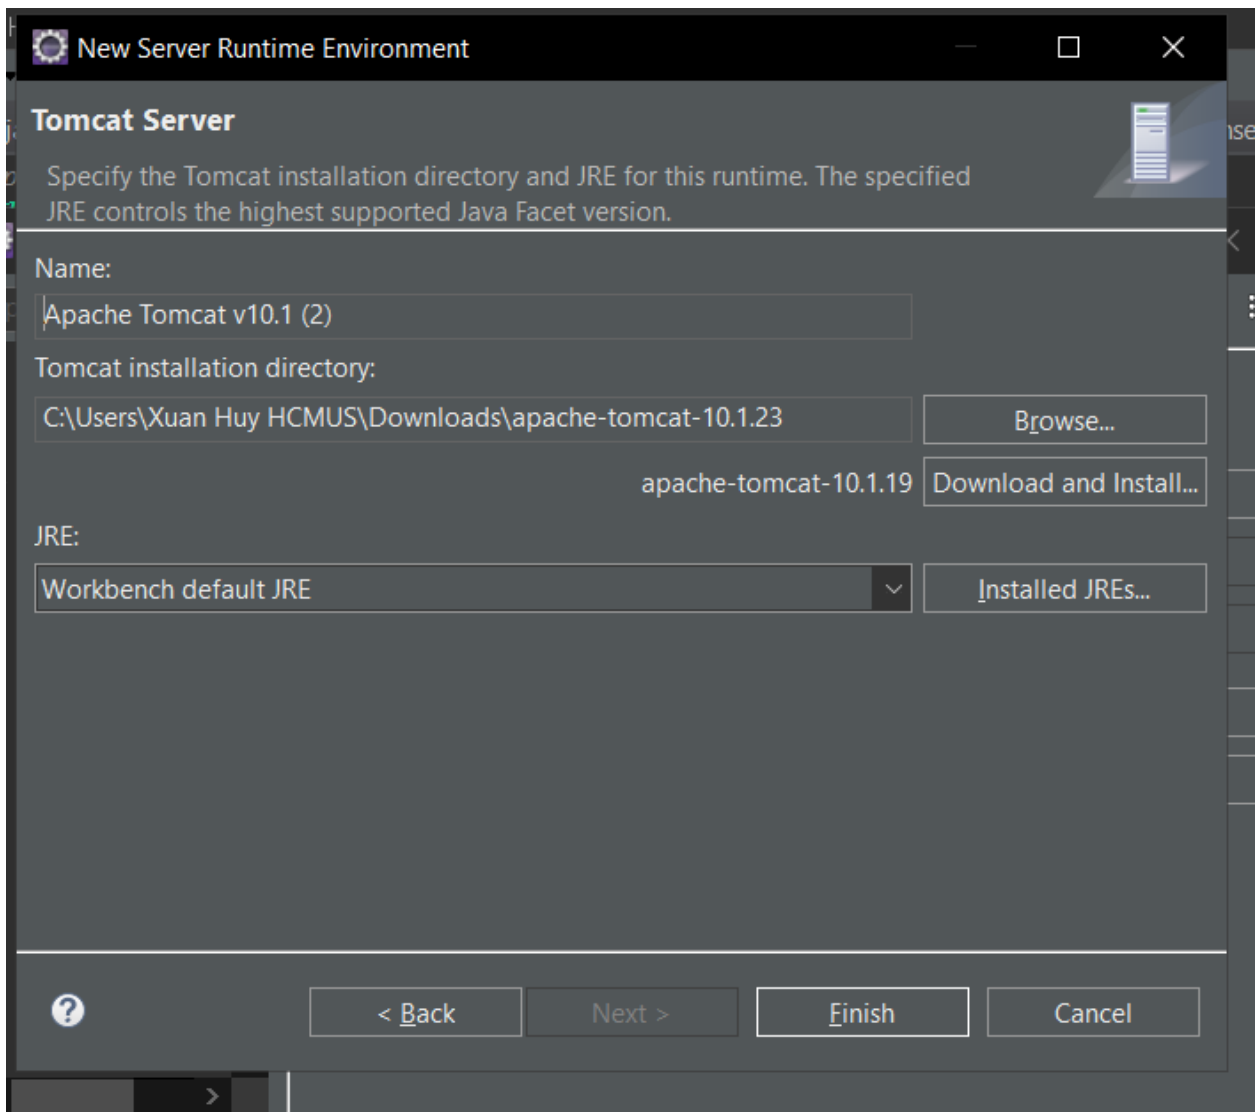 New Server Runtime Environment
Tomcat Server
Specify the Tomcat installation directory and JRE for this runtime. The specified
JRE controls the highest supported Java Facet version.
Name:
Apache Tomcat v10.1 (2)
Tomcat installation directory:
C:\Users\Xuan Huy HCMUS\Downloads\apache-tomcat-10.1.23
Browse...
apache-tomcat-10.1.19
Download and Install...
JRE:
Workbench default JRE
Installed JREs...
< Back
Next >
Finish
Cancel